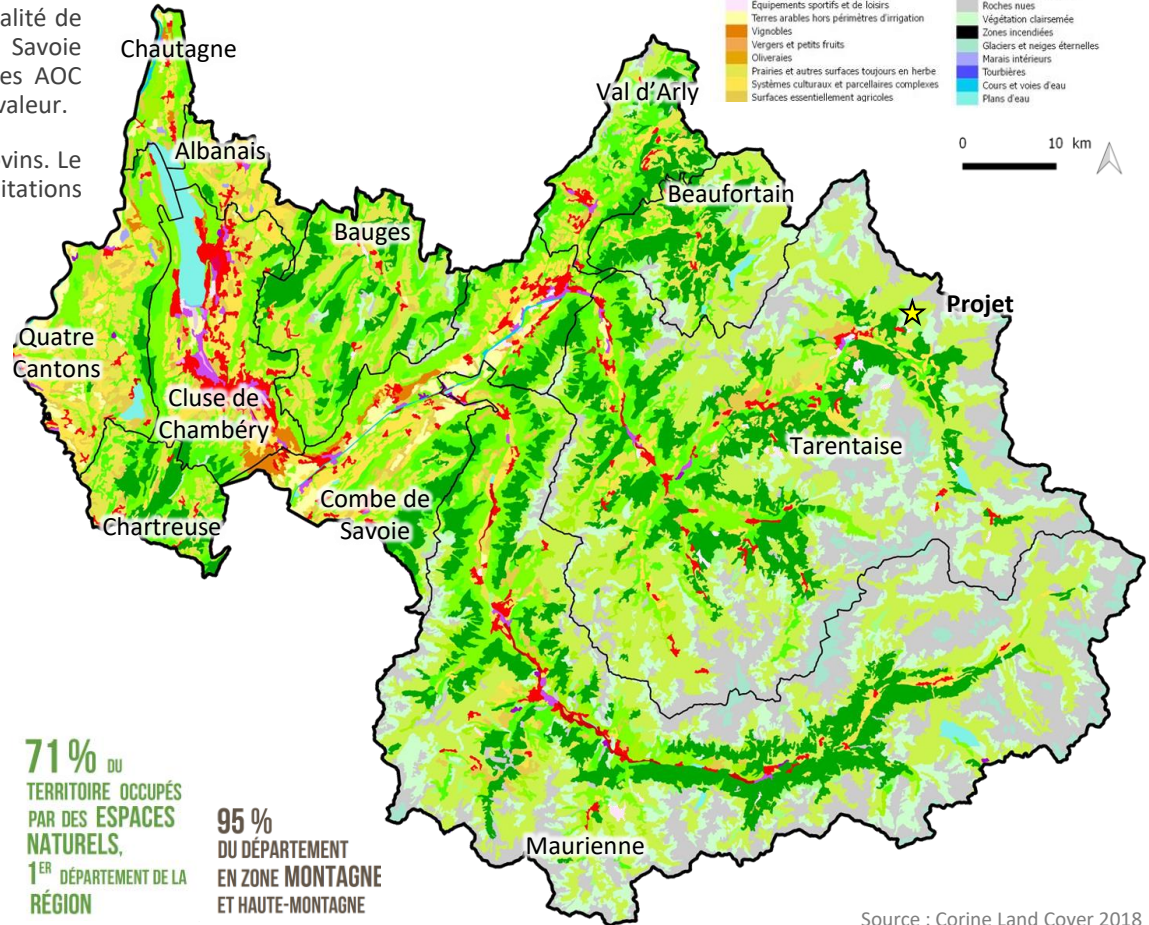 alité de
Savoie
es AOC
valeur.
ovins. Le
itations
Équipements sportifs et de loisirs
Terres arables hors périmètres d'irrigation
Vignobles
Vergers et petits fruits
Oliveraies
Prairies et autres surfaces toujours en herbe
Systèmes culturaux et parcellaires complexes
Surfaces essentiellement agricoles
Roches nues
Végétation clairsemée
Zones incendiées
Glaciers et neiges éternelles
Marais intérieurs
Tourbières
Cours et voies d'eau
Plans d'eau
0 10 km
Chautagne
Val d'Arly
Albanais
Beaufortain
Bauges
Projet
Quatre
Cantons
Cluse de
Chambéry
Tarentaise
Combe de
Savoie
Chartreuse
Maurienne
71 % DU
TERRITOIRE OCCUPÉS
PAR DES ESPACES
NATURELS,
1ER DÉPARTEMENT DE LA
RÉGION
95 %
DU DÉPARTEMENT
EN ZONE MONTAGNE
ET HAUTE-MONTAGNE
Source : Corine Land Cover 2018